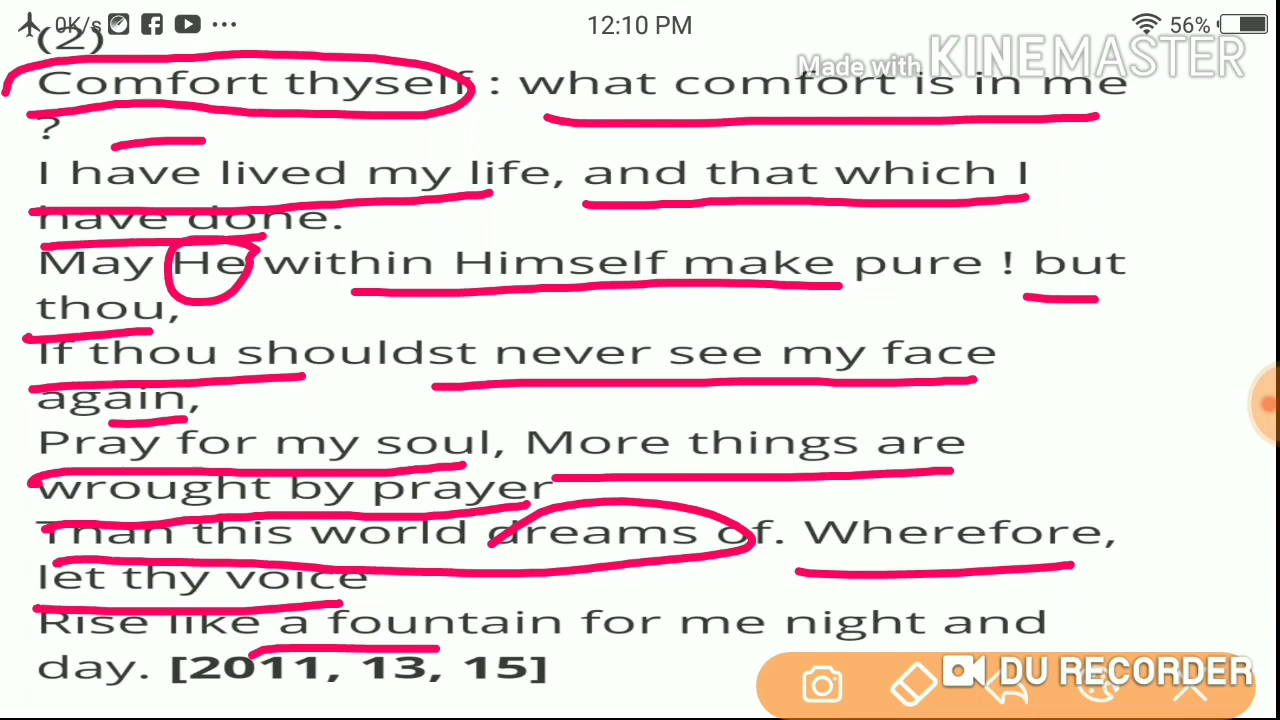 0K/s ... 12:10 PM 56%
(2)
Made with KINEMASTER
Comfort thyself : what comfort is in me
?
I have lived my life, and that which I
have done.
May He within Himself make pure ! but
thou,
If thou shouldst never see my face
again,
Pray for my soul, More things are
wrought by prayer
Than this world dreams of. Wherefore,
let thy voice
Rise like a fountain for me night and
day. [2011, 13, 15]
DU RECORDER